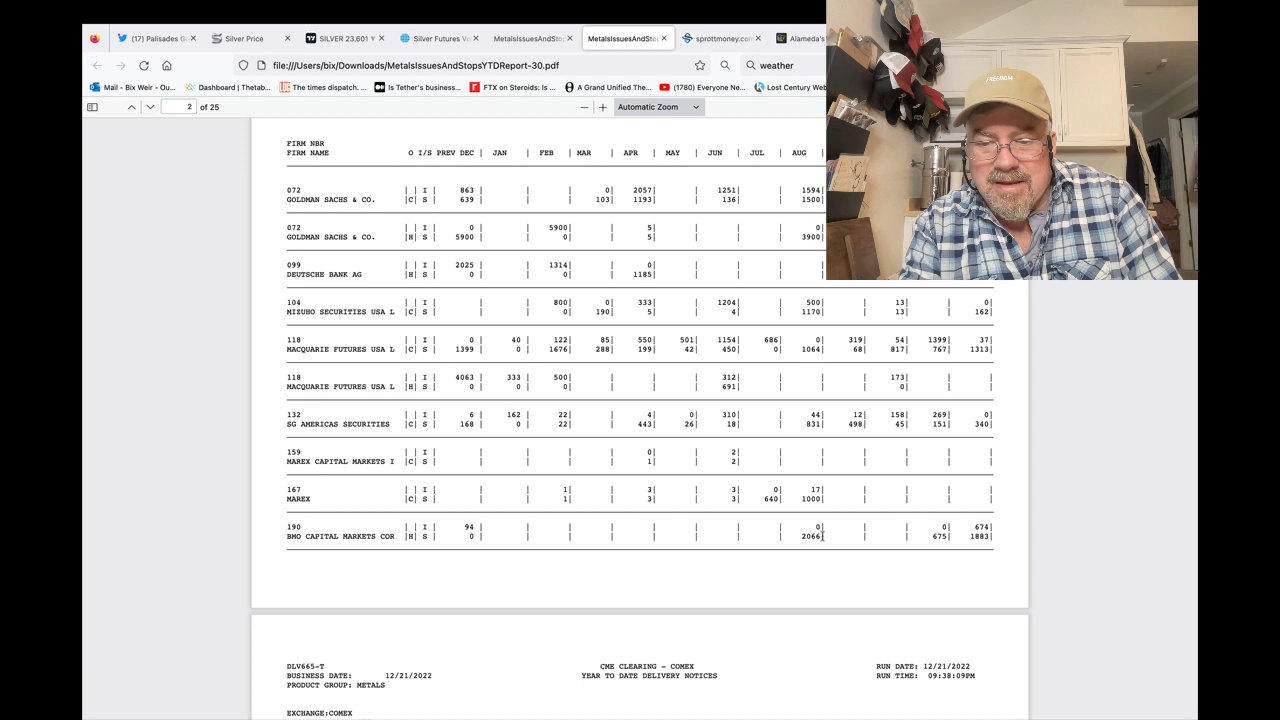 (17) Palisades G
Silver Price
SILVER 23.601
Silver Futures Vo
MetalsIssuesAndStop
MetalsIssuesAndStop
sprottmoney.com
Alameda's
file:///Users/bix/Downloads/MetalsIssuesAndStopsYTDReport-30.pdf
weather
Mail - Bix Weir - Ou...
Dashboard | Thetab...
The times dispatch. ...
Is Tether's business...
FTX on Steroids: Is ...
A Grand Unified The...
(1780) Everyone Ne...
Lost Century Web
2 of 25
Automatic Zoom
FREEDOM
FIRM NBR
FIRM NAME O I/S PREV DEC | JAN | FEB | MAR | APR | MAY | JUN | JUL | AUG |
072 | | I 863 | | | 0| 2057| | 1251| | 1594|
GOLDMAN SACHS & CO. |C| S 639 | | | 103| 1193| | 136| | 1500|
072 | | I 0 | | 5900| | 5| | | | 0|
GOLDMAN SACHS & CO. |H| S 5900 | | 0| | 5| | | | 3900|
099 | | I 2025 | | 1314| | 0| | | | |
DEUTSCHE BANK AG |H| S 0 | | 0| | 1185| | | | |
104 | | I | | 800| 0| 333| | 1204| | 500| | 13| | 0|
MIZUHO SECURITIES USA L |C| S | | 0| 190| 5| | 4| | 1170| | 13| | 162|
118 | | I 0 | 40 | 122| 85| 550| 501| 1154| 686| 0| 319| 54| 1399| 37|
MACQUARIE FUTURES USA L |C| S 1399 | 0 | 1676| 288| 199| 42| 450| 0| 1064| 68| 817| 767| 1313|
118 | | I 4063 | 333 | 500| | | | 312| | | | 173| | |
MACQUARIE FUTURES USA L |H| S 0 | 0 | 0| | | | 691| | | | 0| | |
132 | | I 6 | 162 | 22| | 4| 0| 310| | 44| 12| 158| 269| 0|
SG AMERICAS SECURITIES |C| S 168 | 0 | 22| | 443| 26| 18| | 831| 498| 45| 151| 340|
159 | | I | | | | 0| | 2| | | | | | |
MAREX CAPITAL MARKETS I |C| S | | | | 1| | 2| | | | | | |
167 | | I | | 1| | 3| | 3| 0| 17| | | | |
MAREX |C| S | | 1| | 3| | 3| 640| 1000| | | | |
190 | | I 94 | | | | | | | | 0| | | 0| 674|
BMO CAPITAL MARKETS COR |H| S 0 | | | | | | | | 2066| | | 675| 1883|
DLV665-T CME CLEARING - COMEX RUN DATE: 12/21/2022
BUSINESS DATE: 12/21/2022 YEAR TO DATE DELIVERY NOTICES RUN TIME: 09:38:09PM
PRODUCT GROUP: METALS
EXCHANGE:COMEX